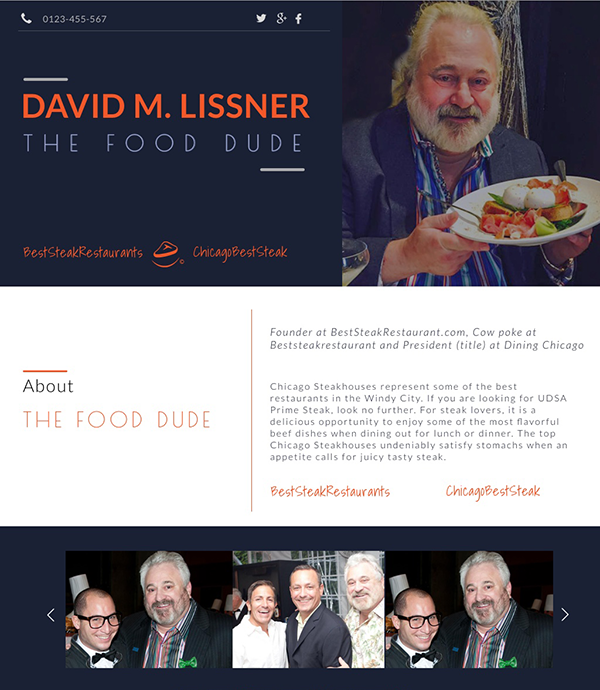 0123-455-567
DAVID M. LISSNER
THE FOOD DUDE
BestSteakRestaurants ChicagoBestSteak
Founder at BestSteakRestaurant.com, Cow poke at
Beststeakrestaurant and President (title) at Dining Chicago
About
THE FOOD DUDE
Chicago Steakhouses represent some of the best
restaurants in the Windy City. If you are looking for UDSA
Prime Steak, look no further. For steak lovers, it is a
delicious opportunity to enjoy some of the most flavorful
beef dishes when dining out for lunch or dinner. The top
Chicago Steakhouses undeniably satisfy stomachs when an
appetite calls for juicy tasty steak.
BestSteakRestaurants ChicagoBestSteak